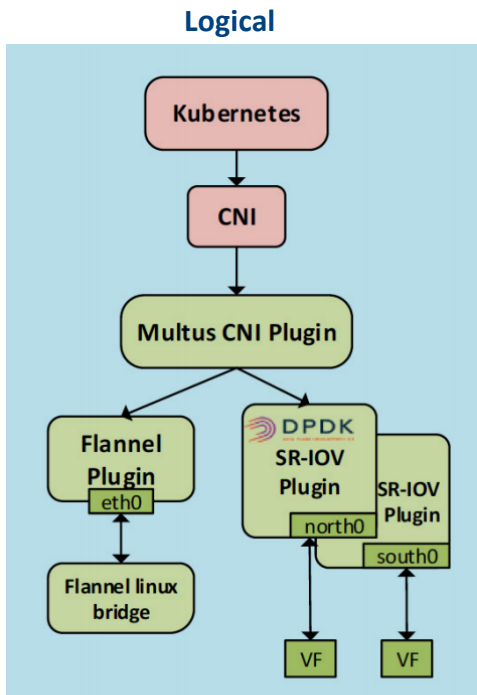 Logical
Kubernetes
CNI
Multus CNI Plugin
Flannel
Plugin
eth0
Flannel linux
bridge
DPDK
SR-IOV
Plugin
north0
SR-IOV
Plugin
south0
VF
VF